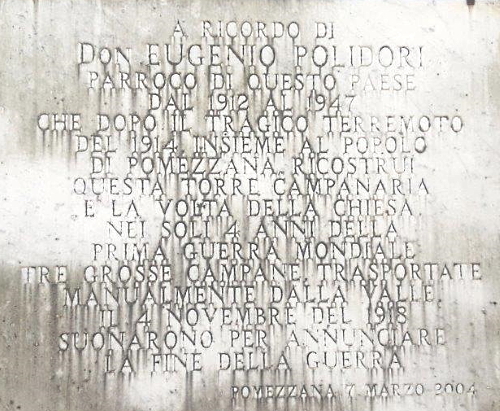 A RICORDO DI
DON EUGENIO POLIDORI
PARROCO DI QUESTO PAESE
DAL 1912 AL 1947
CHE DOPO IL TRAGICO TERREMOTO
DEL 1914 INSIEME AL POPOLO
DI POMEZZANA RICOSTRUI
QUESTA TORRE CAMPANARIA
E LA VOLTA DELLA CHIESA.
NEI SOLI 4 ANNI DELLA
PRIMA GUERRA MONDIALE
TRE GROSSE CAMPANE TRASPORTATE
MANUALMENTE DALLA VALLE
IL 4 NOVEMBRE DEL 1918
SUONARONO PER ANNUNCIARE
LA FINE DELLA GUERRA
POMEZZANA 7 MARZO 2004